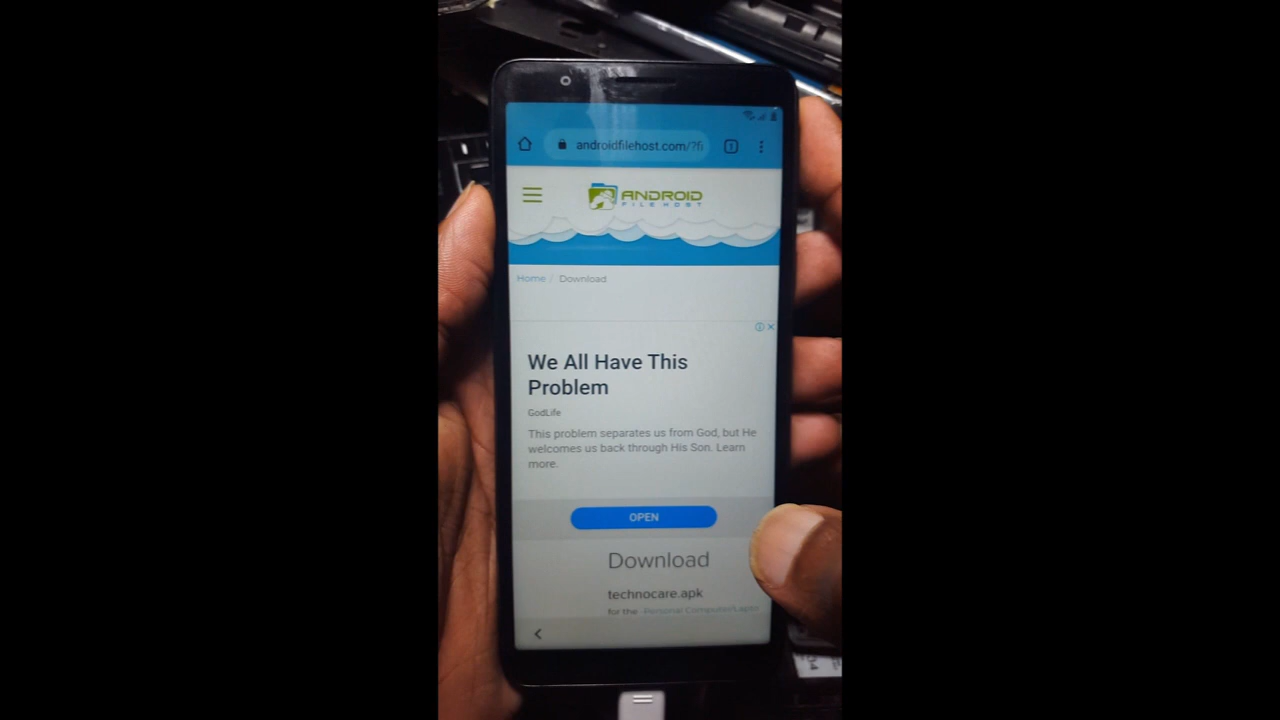 androidfilehost.com/?fi
1
ANDROID
FILE HOST
Home / Download
We All Have This
Problem
GodLife
This problem separates us from God, but He
welcomes us back through His Son. Learn
more.
OPEN
Download
technocare.apk
for the - Personal Computer/Lapto